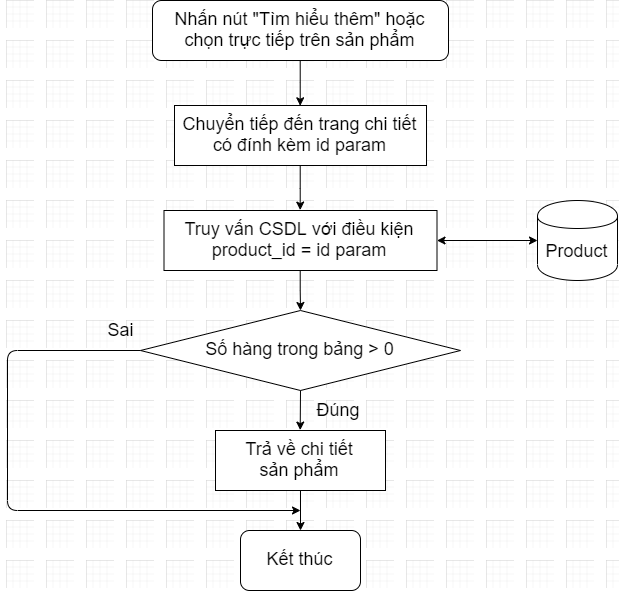 Nhấn nút "Tìm hiểu thêm" hoặc
chọn trực tiếp trên sản phẩm
Chuyển tiếp đến trang chi tiết
có đính kèm id param
Truy vấn CSDL với điều kiện
product_id = id param
Product
Số hàng trong bảng > 0
Sai
Đúng
Trả về chi tiết
sản phẩm
Kết thúc